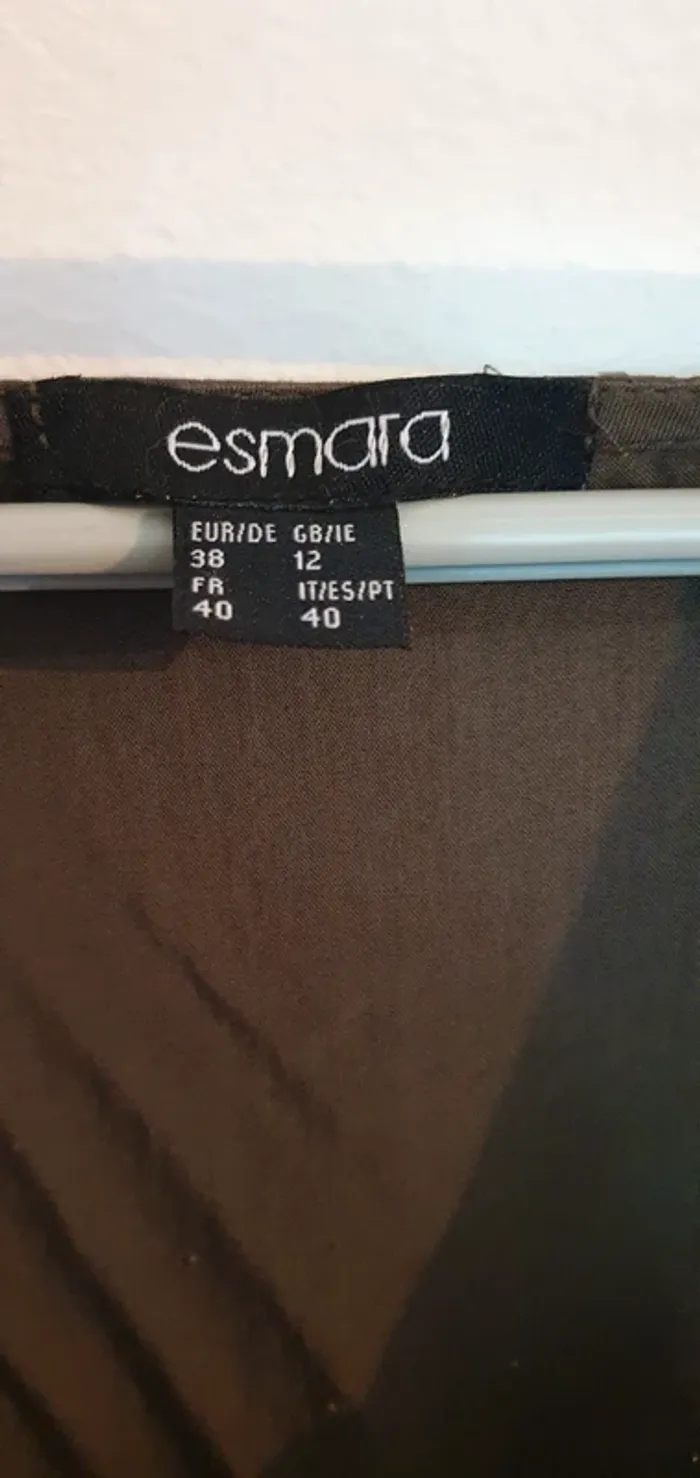 esmara
EUR/DE GB/IE
38 12
FR IT/ES/PT
40 40